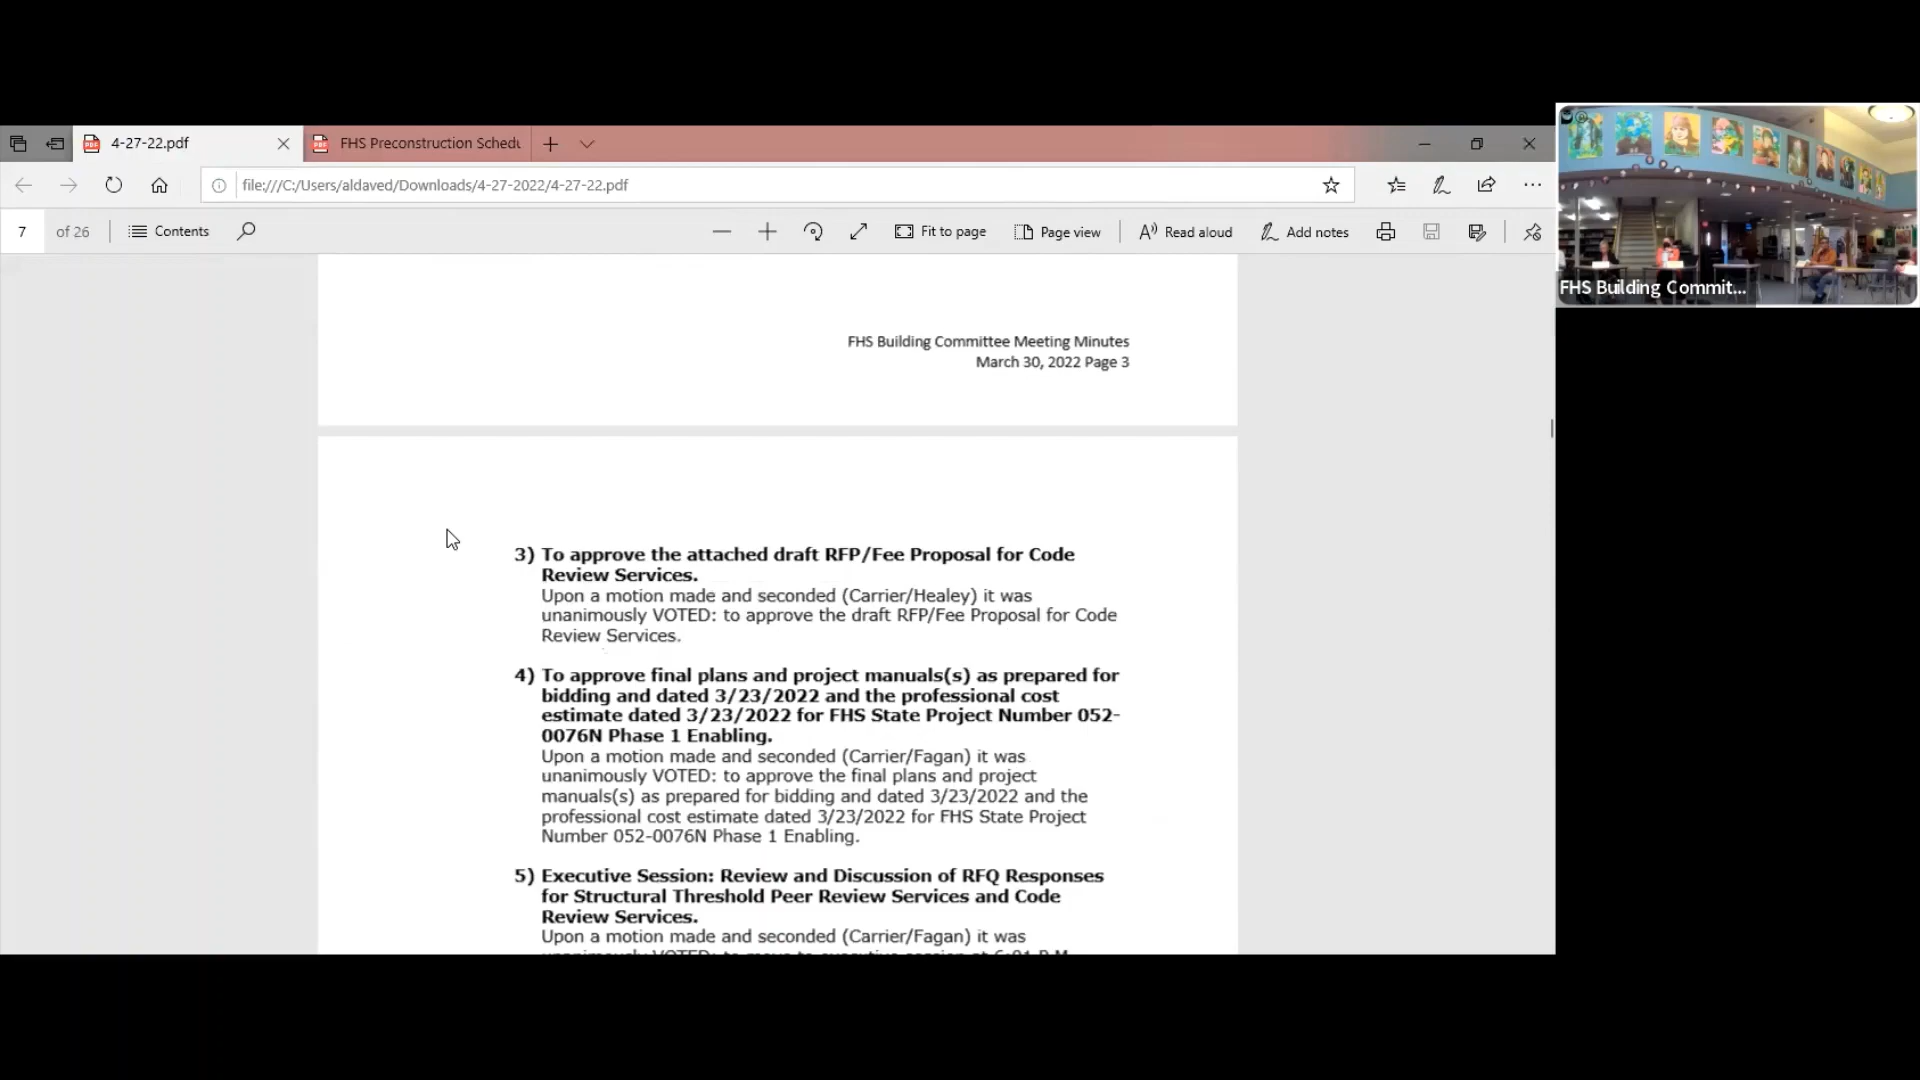 4-27-22.pdf
FHS Preconstruction Schedu
file:///C:/Users/aldaved/Downloads/4-27-2022/4-27-22.pdf
7 of 26 Contents Fit to page Page view Read aloud Add notes
FHS Building Commit...
FHS Building Committee Meeting Minutes
March 30, 2022 Page 3
3) To approve the attached draft RFP/Fee Proposal for Code
Review Services.
Upon a motion made and seconded (Carrier/Healey) it was
unanimously VOTED: to approve the draft RFP/Fee Proposal for Code
Review Services.
4) To approve final plans and project manuals(s) as prepared for
bidding and dated 3/23/2022 and the professional cost
estimate dated 3/23/2022 for FHS State Project Number 052-
0076N Phase 1 Enabling.
Upon a motion made and seconded (Carrier/Fagan) it was
unanimously VOTED: to approve the final plans and project
manuals(s) as prepared for bidding and dated 3/23/2022 and the
professional cost estimate dated 3/23/2022 for FHS State Project
Number 052-0076N Phase 1 Enabling.
5) Executive Session: Review and Discussion of RFQ Responses
for Structural Threshold Peer Review Services and Code
Review Services.
Upon a motion made and seconded (Carrier/Fagan) it was